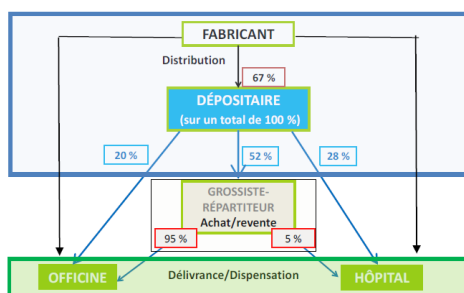 FABRICANT
Distribution
67 %
DÉPOSITAIRE
(sur un total de 100 %)
20 %
52 %
28 %
GROSSISTE-
RÉPARTITEUR
Achat/revente
95 %
5 %
OFFICINE
Délivrance/Dispensation
HÔPITAL